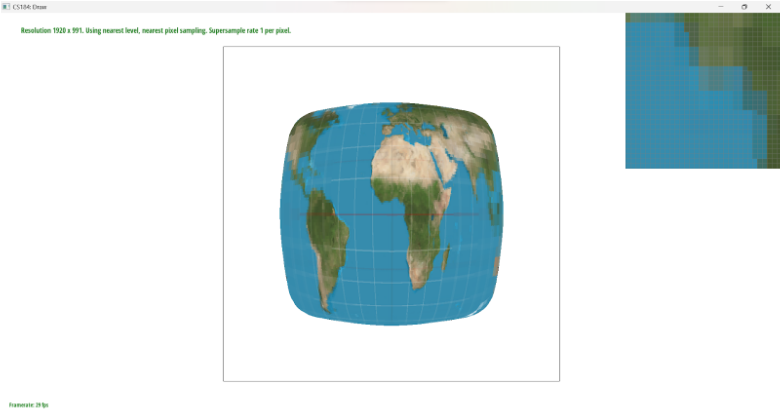 CS184: Draw
Resolution 1920 x 991. Using nearest level, nearest pixel sampling. Supersample rate 1 per pixel.
Framerate: 29 fps